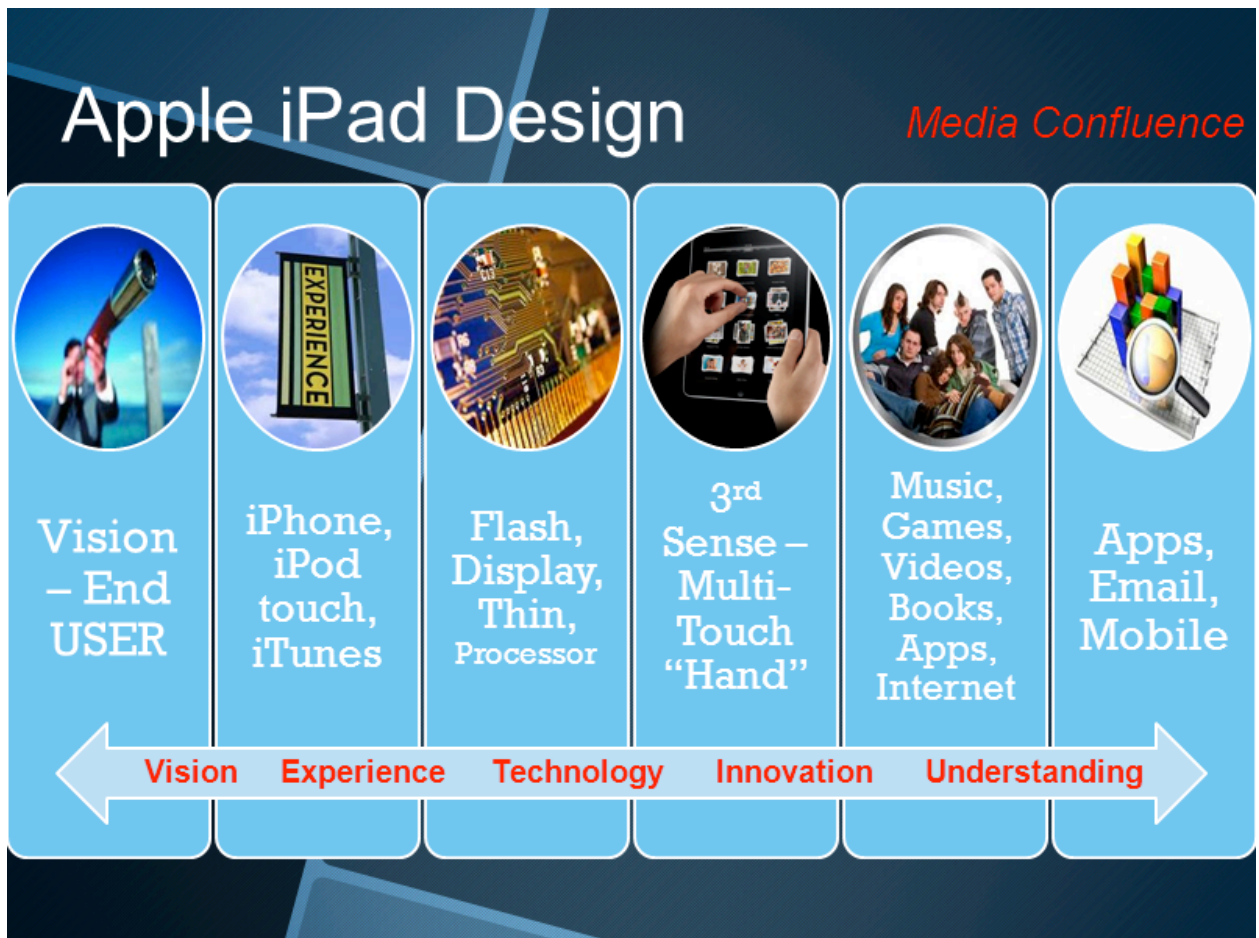 Apple iPad Design
Media Confluence
EXPERIENCE
Vision
– End
USER
iPhone,
iPod
touch,
iTunes
Flash,
Display,
Thin,
Processor
3rd
Sense –
Multi-
Touch
“Hand”
Music,
Games,
Videos,
Books,
Apps,
Internet
Apps,
Email,
Mobile
Vision Experience Technology Innovation Understanding